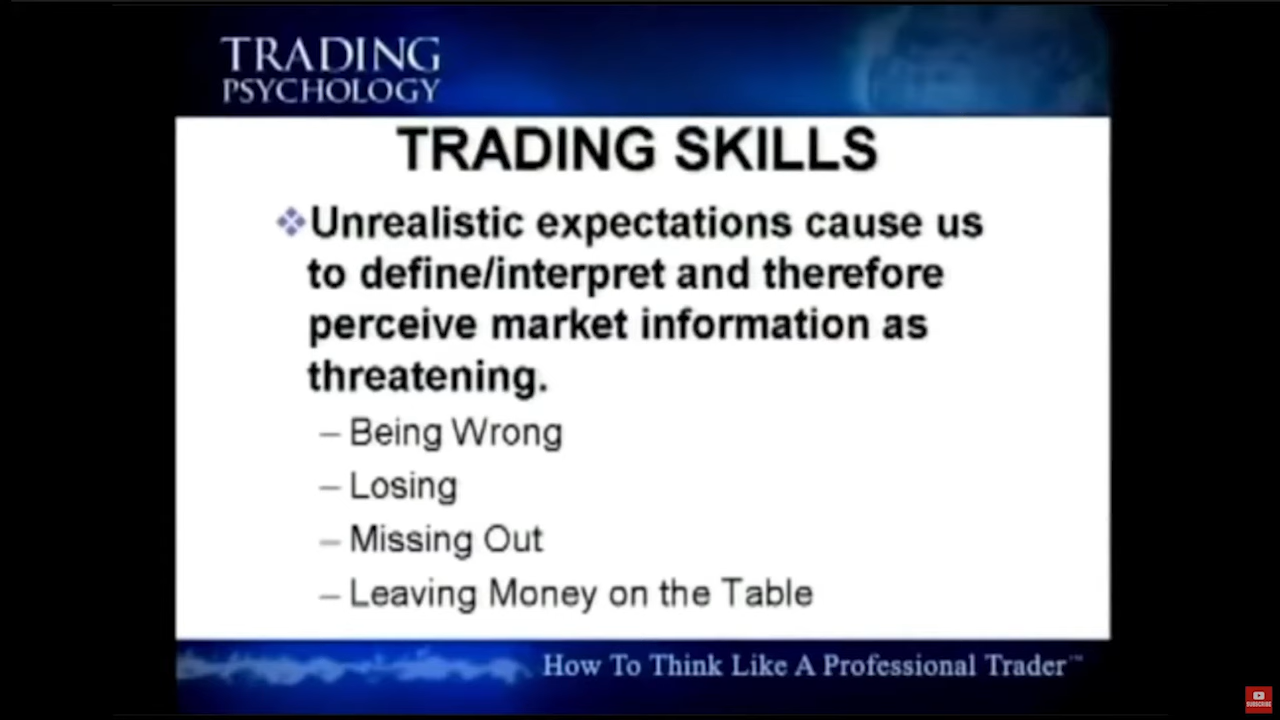 TRADING
PSYCHOLOGY
TRADING SKILLS
❖Unrealistic expectations cause us
to define/interpret and therefore
perceive market information as
threatening.
– Being Wrong
– Losing
– Missing Out
– Leaving Money on the Table
How To Think Like A Professional Trader™
SUBSCRIBE